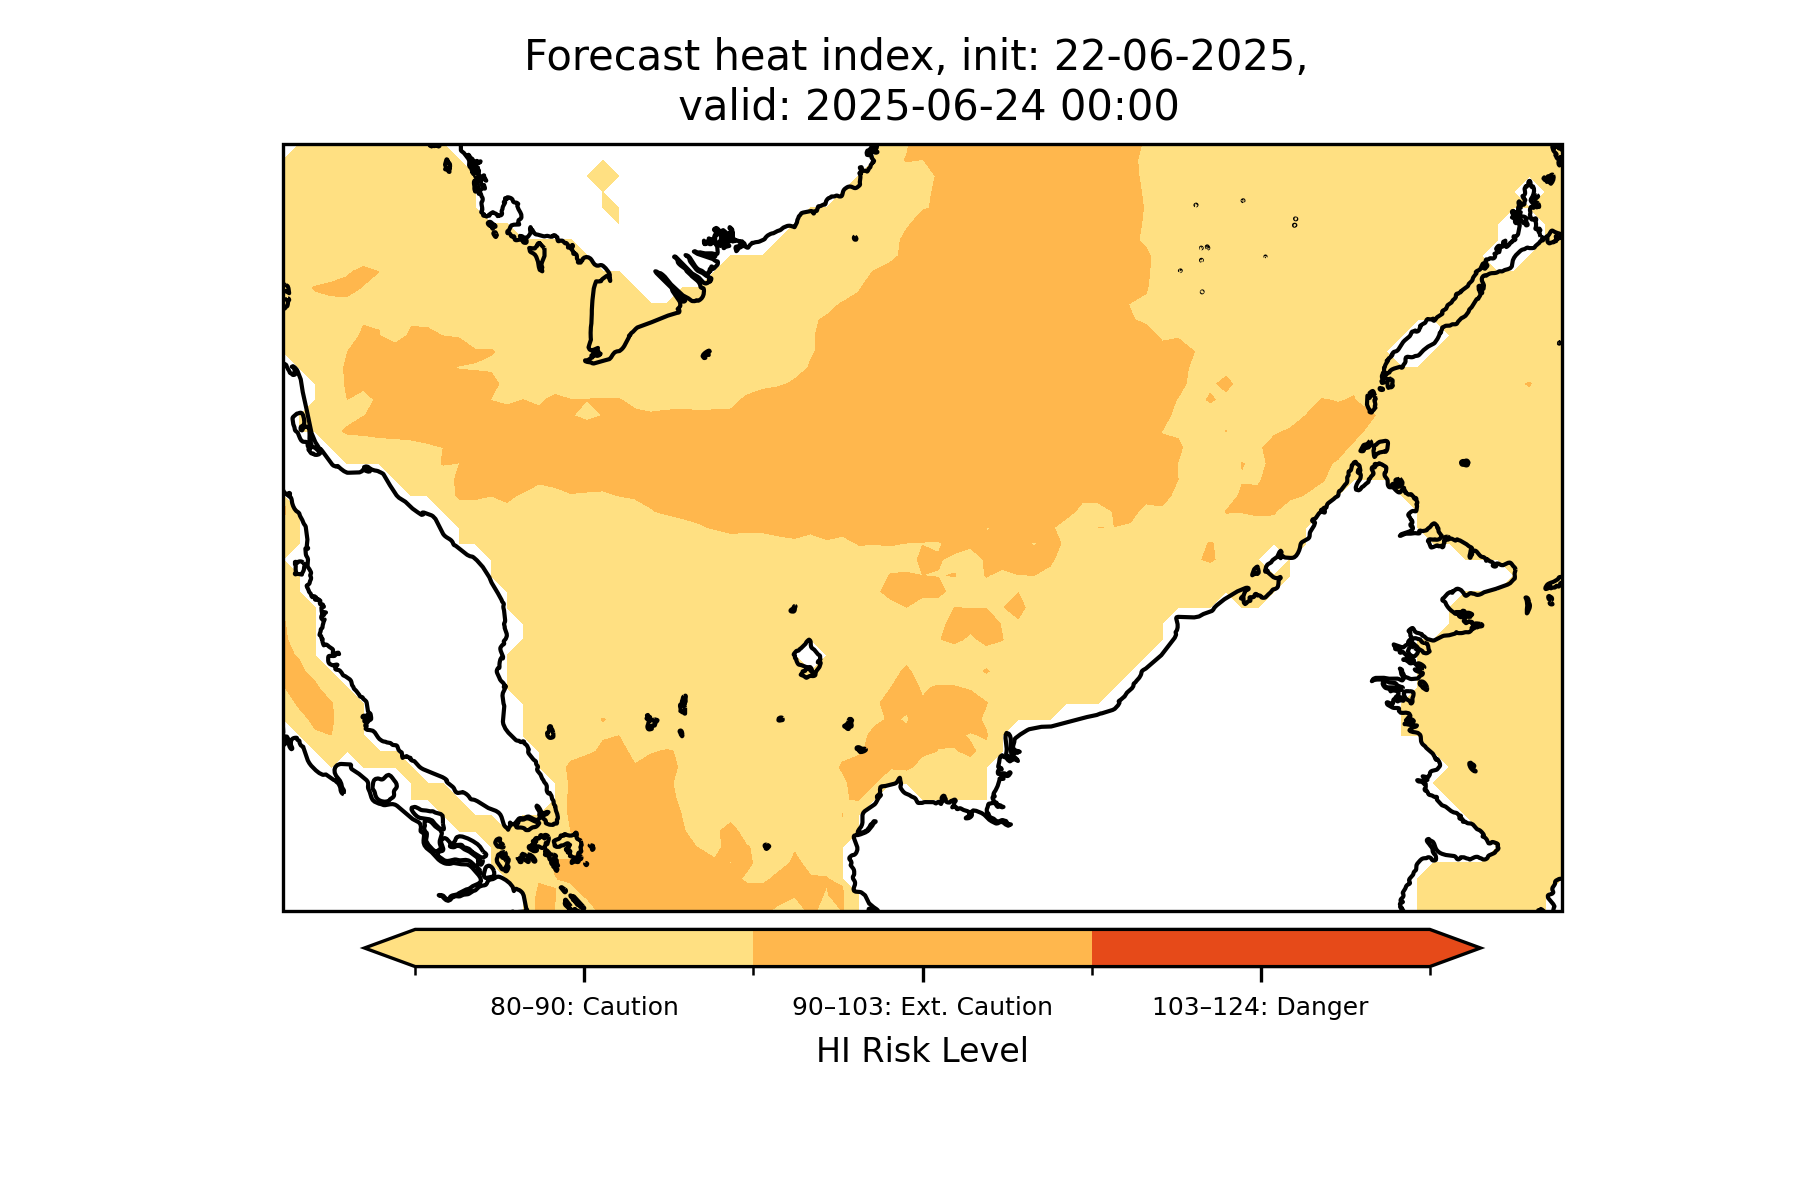 Forecast heat index, init: 22-06-2025,
valid: 2025-06-24 00:00
80–90: Caution
90–103: Ext. Caution
103–124: Danger
HI Risk Level